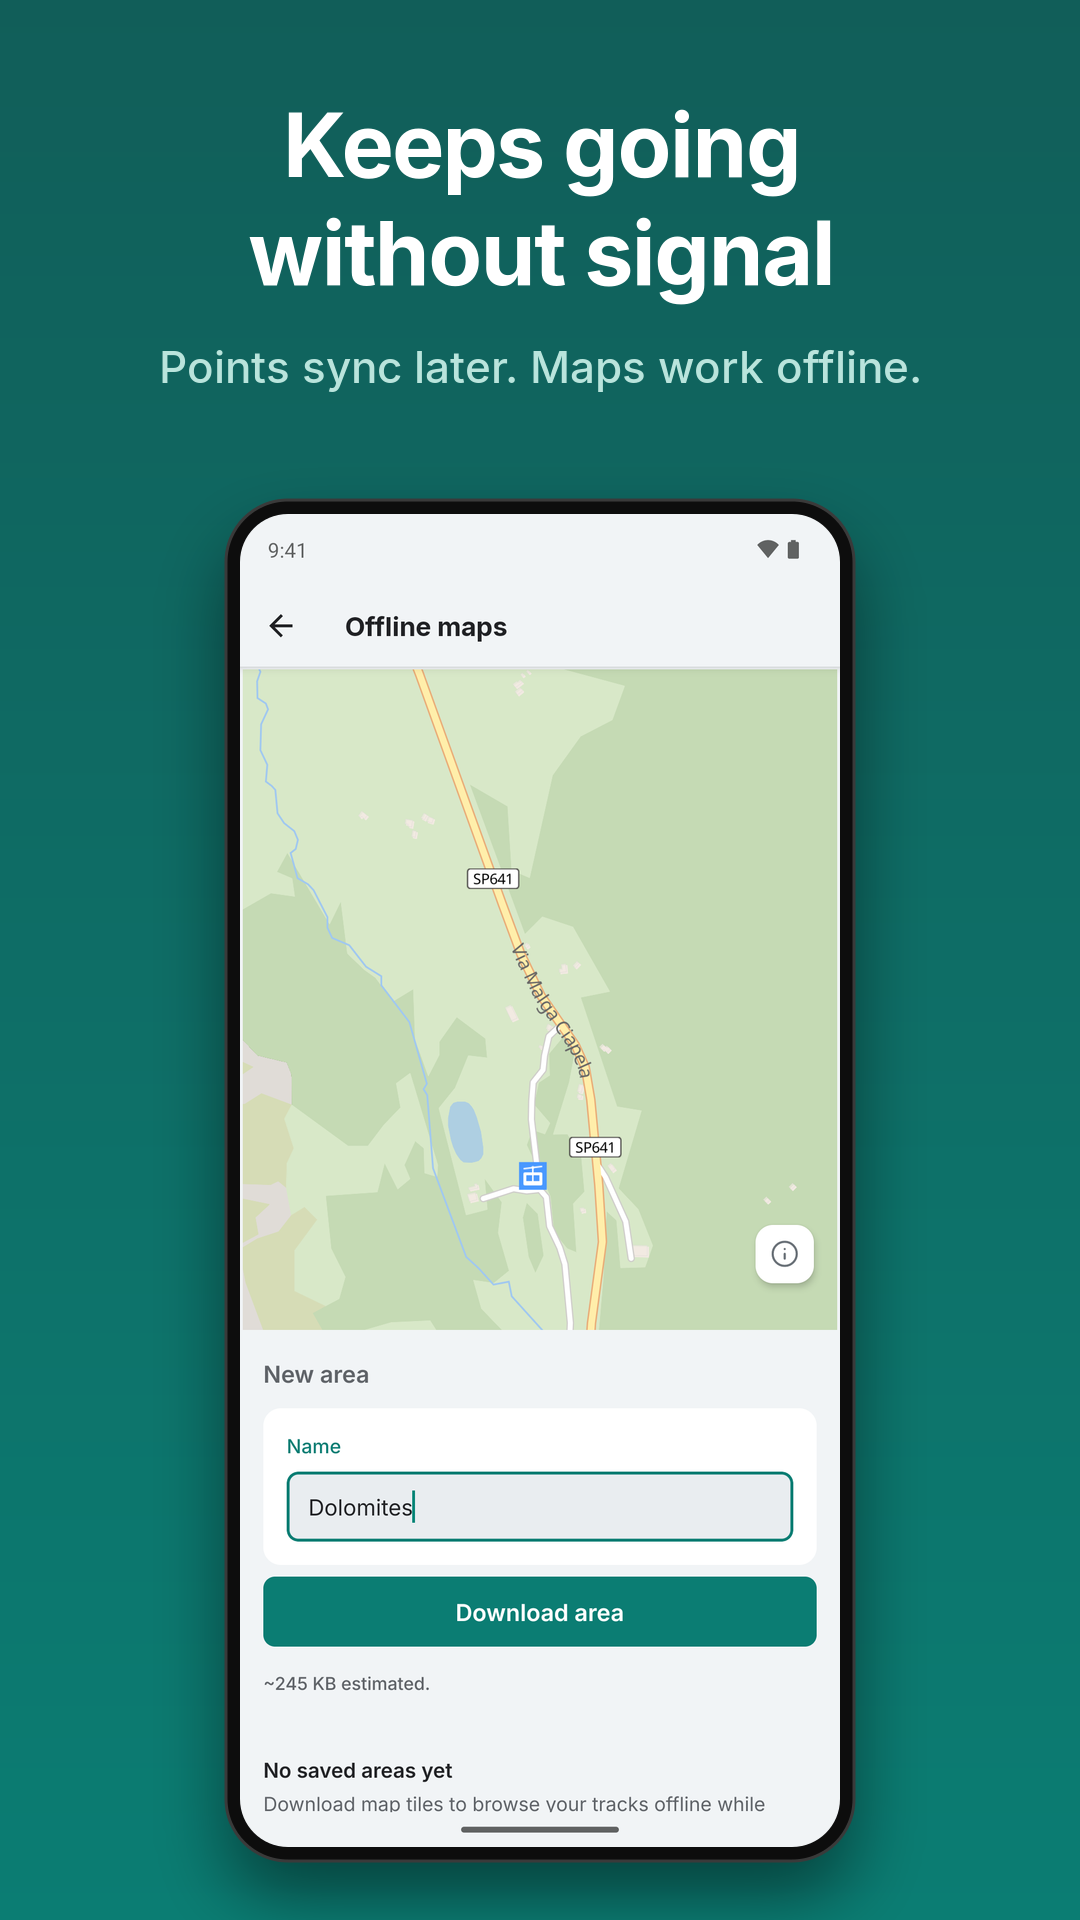 Keeps going
without signal
Points sync later. Maps work offline.
9:41
Offline maps
SP641
Via Malga Ciapela
SP641
New area
Name
Dolomites
Download area
~245 KB estimated.
No saved areas yet
Download map tiles to browse your tracks offline while